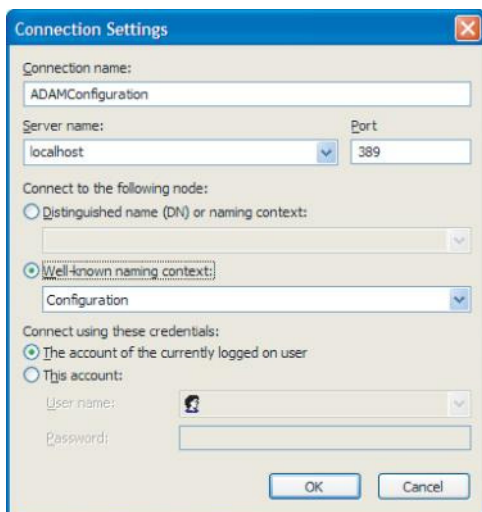 Connection Settings
Connection name:
ADAMConfiguration
Server name: Port
localhost 389
Connect to the following node:
Distinguished name (DN) or naming context:
Well-known naming context:
Configuration
Connect using these credentials:
The account of the currently logged on user
This account:
User name:
Password:
OK Cancel